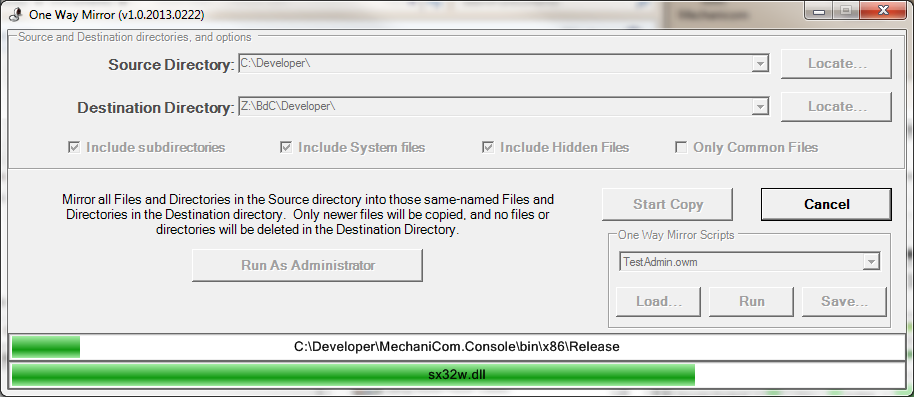 One Way Mirror (v1.0.2013.0222)
Source and Destination directories, and options
Source Directory: C:\Developer\ Locate...
Destination Directory: Z:\BdC\Developer\ Locate...
Include subdirectories Include System files Include Hidden Files Only Common Files
Mirror all Files and Directories in the Source directory into those same-named Files and
Directories in the Destination directory. Only newer files will be copied, and no files or
directories will be deleted in the Destination Directory.
Run As Administrator
Start Copy Cancel
One Way Mirror Scripts
TestAdmin.owm
Load... Run Save...
C:\Developer\MechaniCom.Console\bin\x86\Release
sx32w.dll